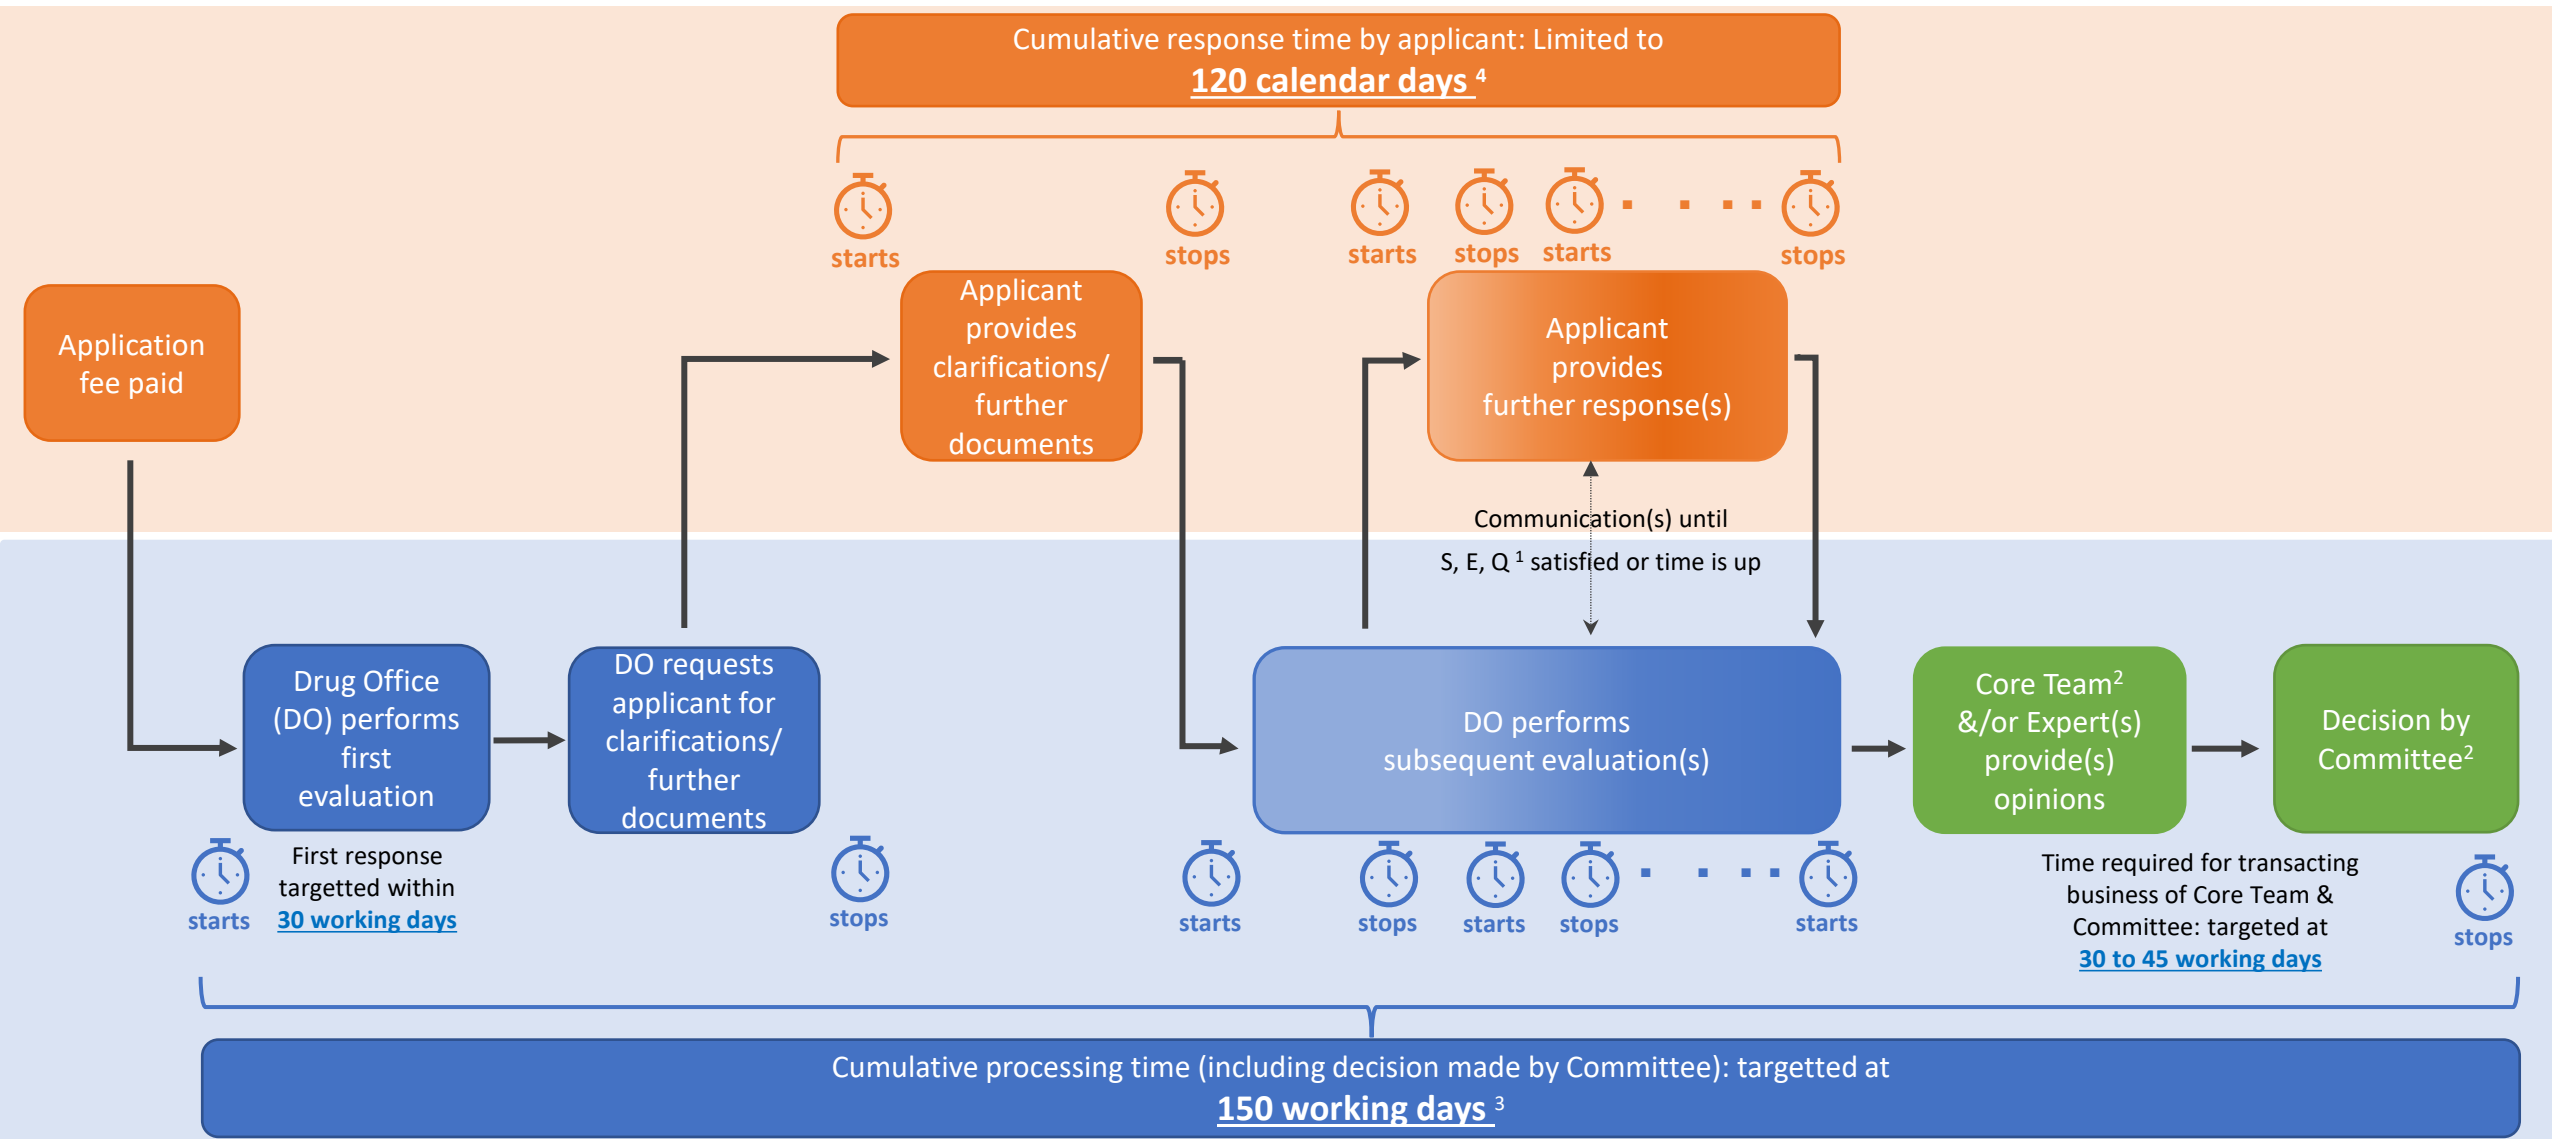 Cumulative response time by applicant: Limited to
120 calendar days 4
starts
stops
starts
stops
starts
stops
Application
fee paid
Applicant
provides
clarifications/
further
documents
Applicant
provides
further response(s)
Communication(s) until
S, E, Q 1 satisfied or time is up
Drug Office
(DO) performs
first
evaluation
DO requests
applicant for
clarifications/
further
documents
DO performs
subsequent evaluation(s)
Core Team2
&/or Expert(s)
provide(s)
opinions
Decision by
Committee2
starts
First response
targetted within
30 working days
stops
starts
stops
starts
stops
starts
Time required for transacting
business of Core Team &
Committee: targeted at
30 to 45 working days
stops
Cumulative processing time (including decision made by Committee): targetted at
150 working days 3